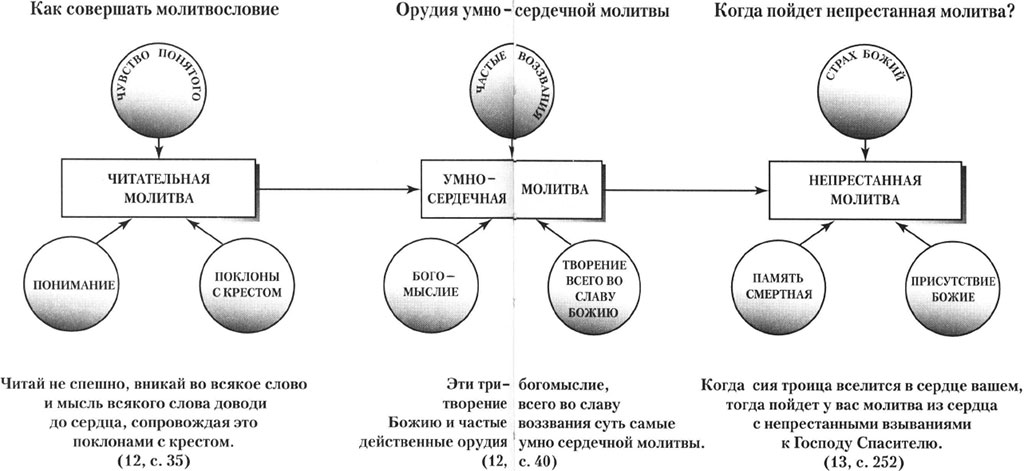 Как совершать молитвословие
ЧУВСТВО ПОНЯТОГО
ЧИТАТЕЛЬНАЯ
МОЛИТВА
ПОНИМАНИЕ
ПОКЛОНЫ
С КРЕСТОМ
Читай не спешно, вникай во всякое слово
и мысль всякого слова доводи
до сердца, сопровождая это
поклонами с крестом.
(12, с. 35)
Орудия умно-сердечной молитвы
ЧАСТЫЕ ВОЗЗВАНИЯ
УМНО- МОЛИТВА
СЕРДЕЧНАЯ
БОГО-
МЫСЛИЕ
ТВОРЕНИЕ
ВСЕГО ВО
СЛАВУ
БОЖИЮ
Эти три- богомыслие,
творение всего во славу
Божию и частые воззвания суть самые
действенные орудия умно сердечной молитвы.
(12, с. 40)
Когда пойдет непрестанная молитва?
СТРАХ БОЖИЙ
НЕПРЕСТАННАЯ
МОЛИТВА
ПАМЯТЬ
СМЕРТНАЯ
ПРИСУТСТВИЕ
БОЖИЕ
Когда сия троица вселится в сердце вашем,
тогда пойдет у вас молитва из сердца
с непрестанными взываниями
к Господу Спасителю.
(13, с. 252)